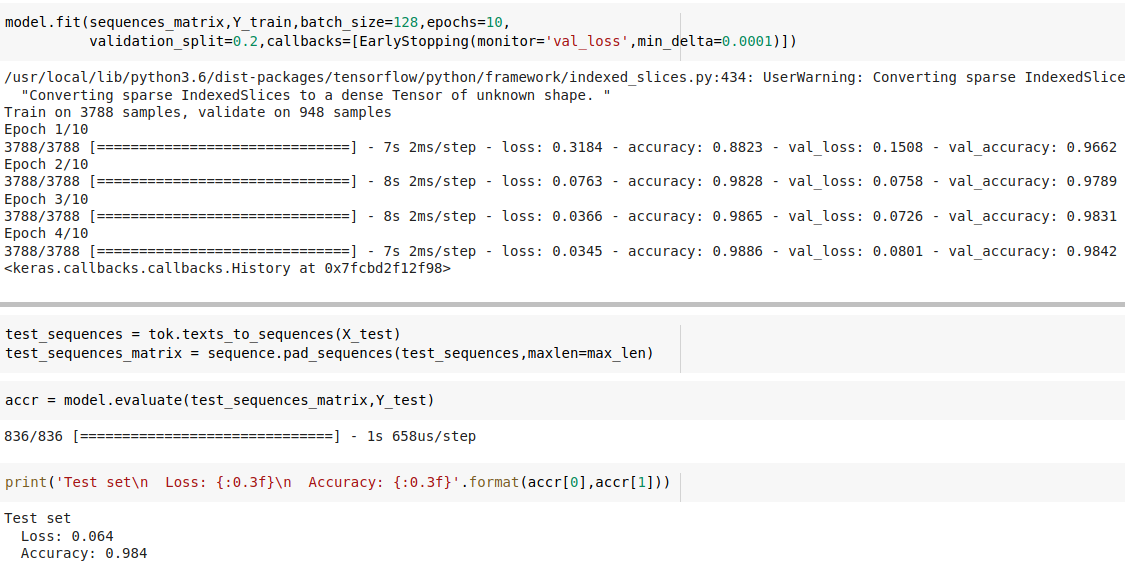 model.fit(sequences_matrix,Y_train,batch_size=128,epochs=10,
          validation_split=0.2,callbacks=[EarlyStopping(monitor='val_loss',min_delta=0.0001)])
/usr/local/lib/python3.6/dist-packages/tensorflow/python/framework/indexed_slices.py:434: UserWarning: Converting sparse IndexedSlice
  "Converting sparse IndexedSlices to a dense Tensor of unknown shape. "
Train on 3788 samples, validate on 948 samples
Epoch 1/10
3788/3788 [==============================] - 7s 2ms/step - loss: 0.3184 - accuracy: 0.8823 - val_loss: 0.1508 - val_accuracy: 0.9662
Epoch 2/10
3788/3788 [==============================] - 8s 2ms/step - loss: 0.0763 - accuracy: 0.9828 - val_loss: 0.0758 - val_accuracy: 0.9789
Epoch 3/10
3788/3788 [==============================] - 8s 2ms/step - loss: 0.0366 - accuracy: 0.9865 - val_loss: 0.0726 - val_accuracy: 0.9831
Epoch 4/10
3788/3788 [==============================] - 7s 2ms/step - loss: 0.0345 - accuracy: 0.9886 - val_loss: 0.0801 - val_accuracy: 0.9842
<keras.callbacks.callbacks.History at 0x7fcbd2f12f98>
test_sequences = tok.texts_to_sequences(X_test)
test_sequences_matrix = sequence.pad_sequences(test_sequences,maxlen=max_len)
accr = model.evaluate(test_sequences_matrix,Y_test)
836/836 [==============================] - 1s 658us/step
print('Test set\n  Loss: {:0.3f}\n  Accuracy: {:0.3f}'.format(accr[0],accr[1]))
Test set
  Loss: 0.064
  Accuracy: 0.984